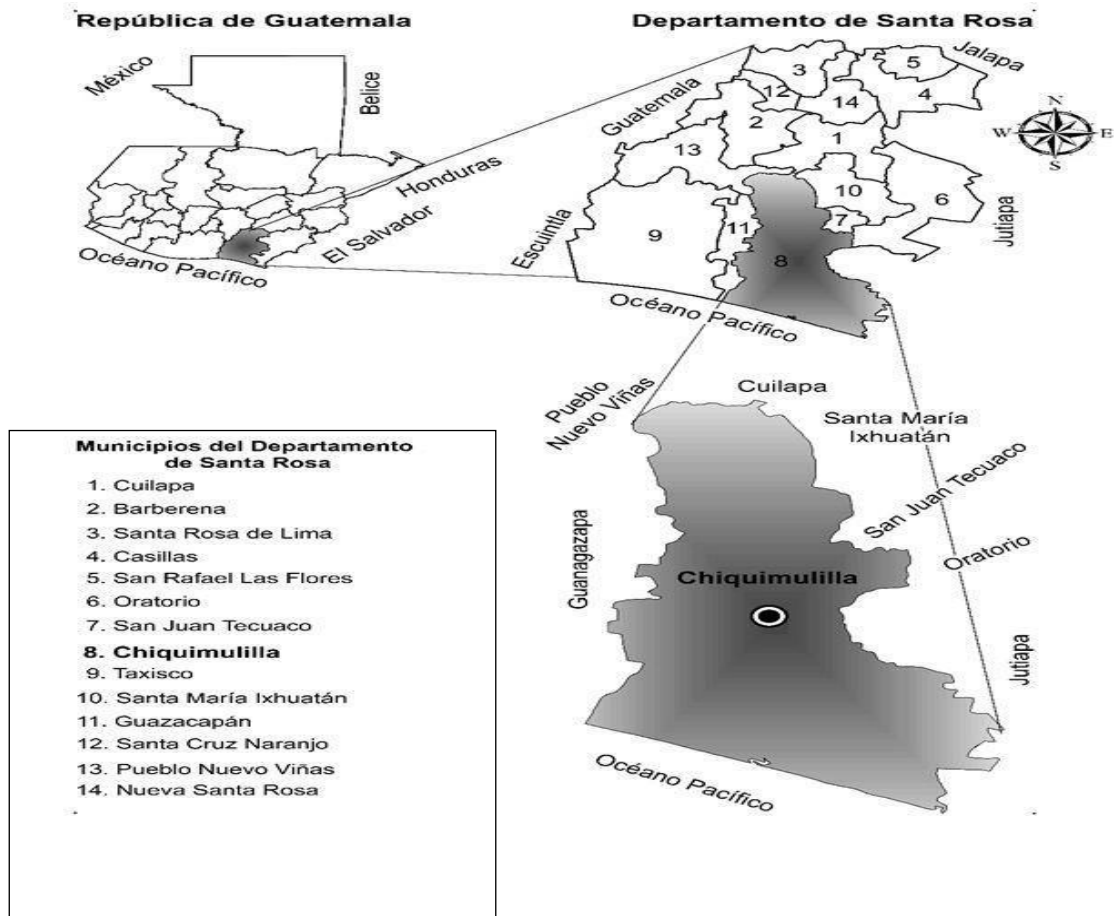 República de Guatemala
Departamento de Santa Rosa
México
Belice
Honduras
El Salvador
Océano Pacífico
Jalapa
Guatemala
Escuintla
Jutiapa
Océano Pacífico
3
5
12
14
4
2
1
13
10
6
7
11
9
8
N
W
E
S
Pueblo
Nuevo Viñas
Cuilapa
Santa María
Ixhuatán
San Juan Tecuaco
Oratorio
Guanagazapa
Chiquimulilla
Jutiapa
Océano Pacífico
Municipios del Departamento
de Santa Rosa
1. Cuilapa
2. Barberena
3. Santa Rosa de Lima
4. Casillas
5. San Rafael Las Flores
6. Oratorio
7. San Juan Tecuaco
8. Chiquimulilla
9. Taxisco
10. Santa María Ixhuatán
11. Guazacapán
12. Santa Cruz Naranjo
13. Pueblo Nuevo Viñas
14. Nueva Santa Rosa